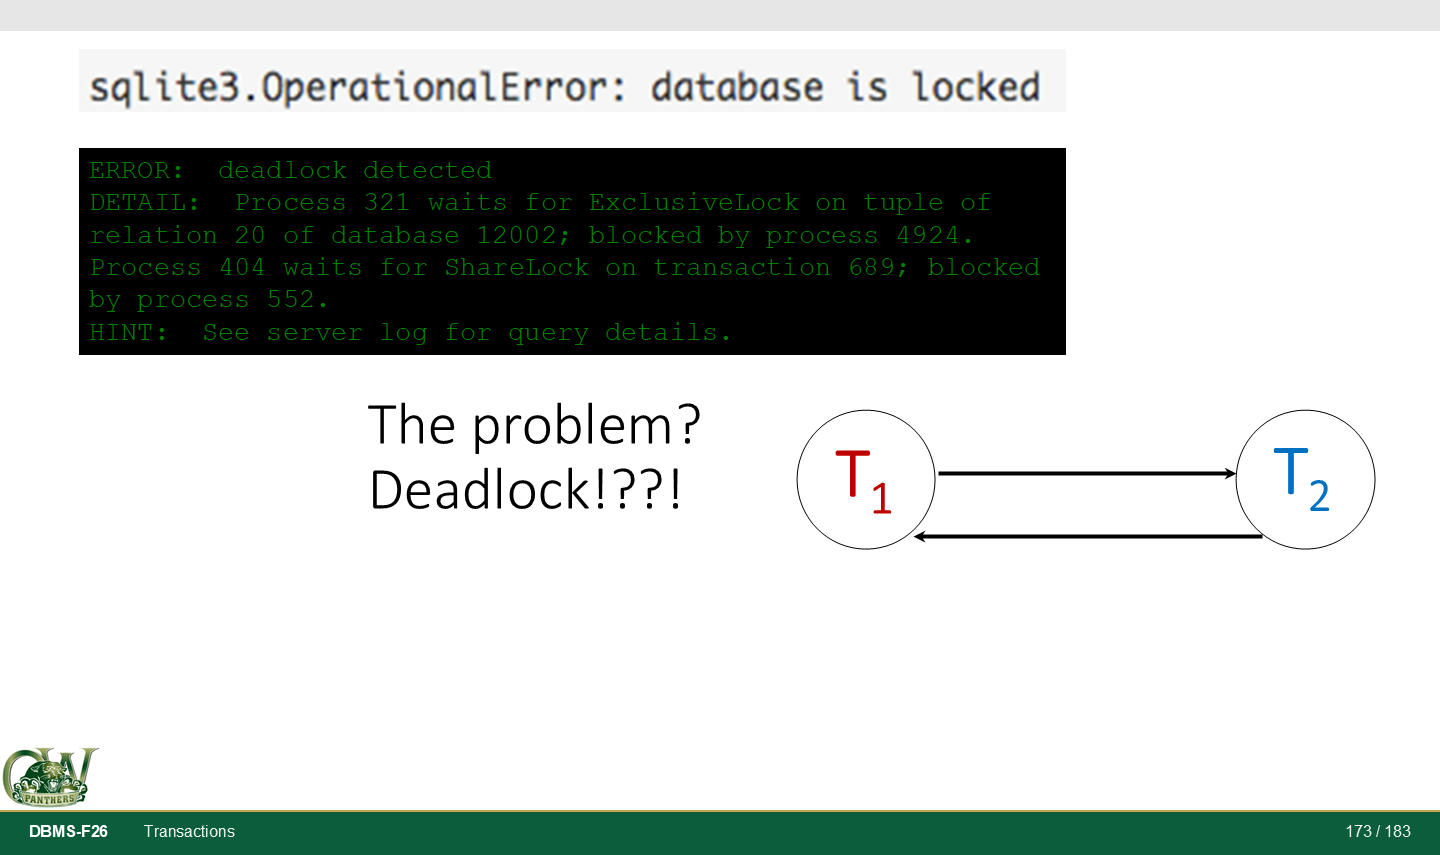 sqlite3.OperationalError: database is locked
ERROR:  deadlock detected
DETAIL:  Process 321 waits for ExclusiveLock on tuple of
relation 20 of database 12002; blocked by process 4924.
Process 404 waits for ShareLock on transaction 689; blocked
by process 552.
HINT:  See server log for query details.
The problem?
Deadlock!??!
T1
T2
OW
PANTHERS
DBMS-F26 Transactions 173 / 183